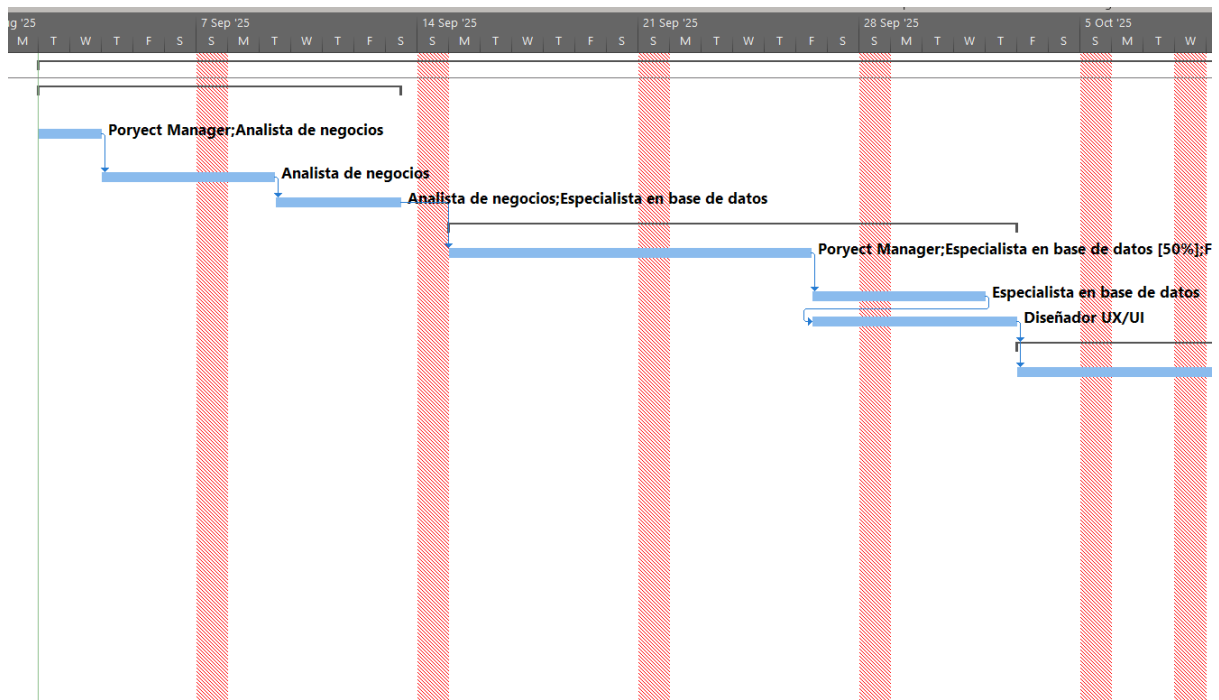 g '25 7 Sep '25 14 Sep '25 21 Sep '25 28 Sep '25 5 Oct '25
M T W T F S S M T W T F S S M T W T F S S M T W T F S S M T W T F S S M T W
Poryect Manager;Analista de negocios
Analista de negocios
Analista de negocios;Especialista en base de datos
Poryect Manager;Especialista en base de datos [50%];F
Especialista en base de datos
Diseñador UX/UI